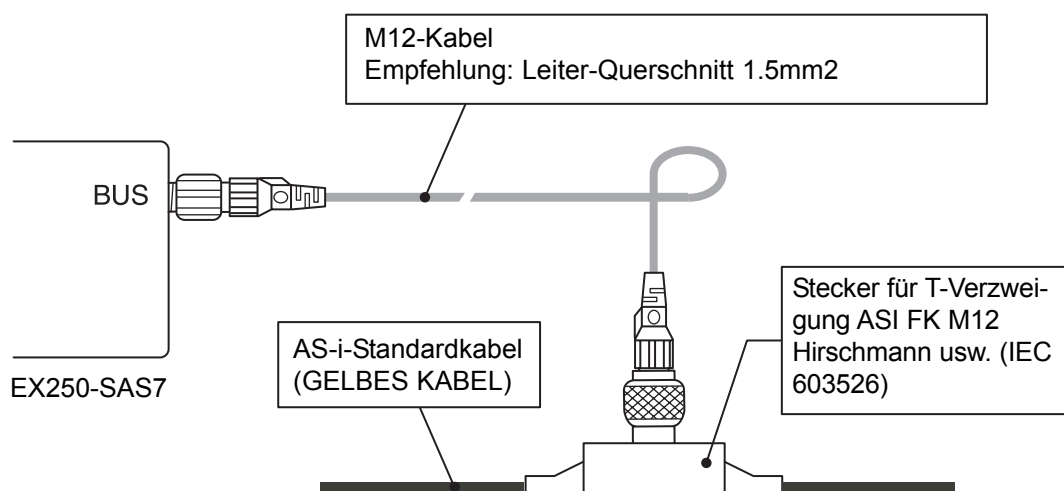 M12-Kabel
Empfehlung: Leiter-Querschnitt 1.5mm2
BUS
EX250-SAS7
AS-i-Standardkabel
(GELBES KABEL)
Stecker für T-Verzwei-
gung ASI FK M12
Hirschmann usw. (IEC
603526)